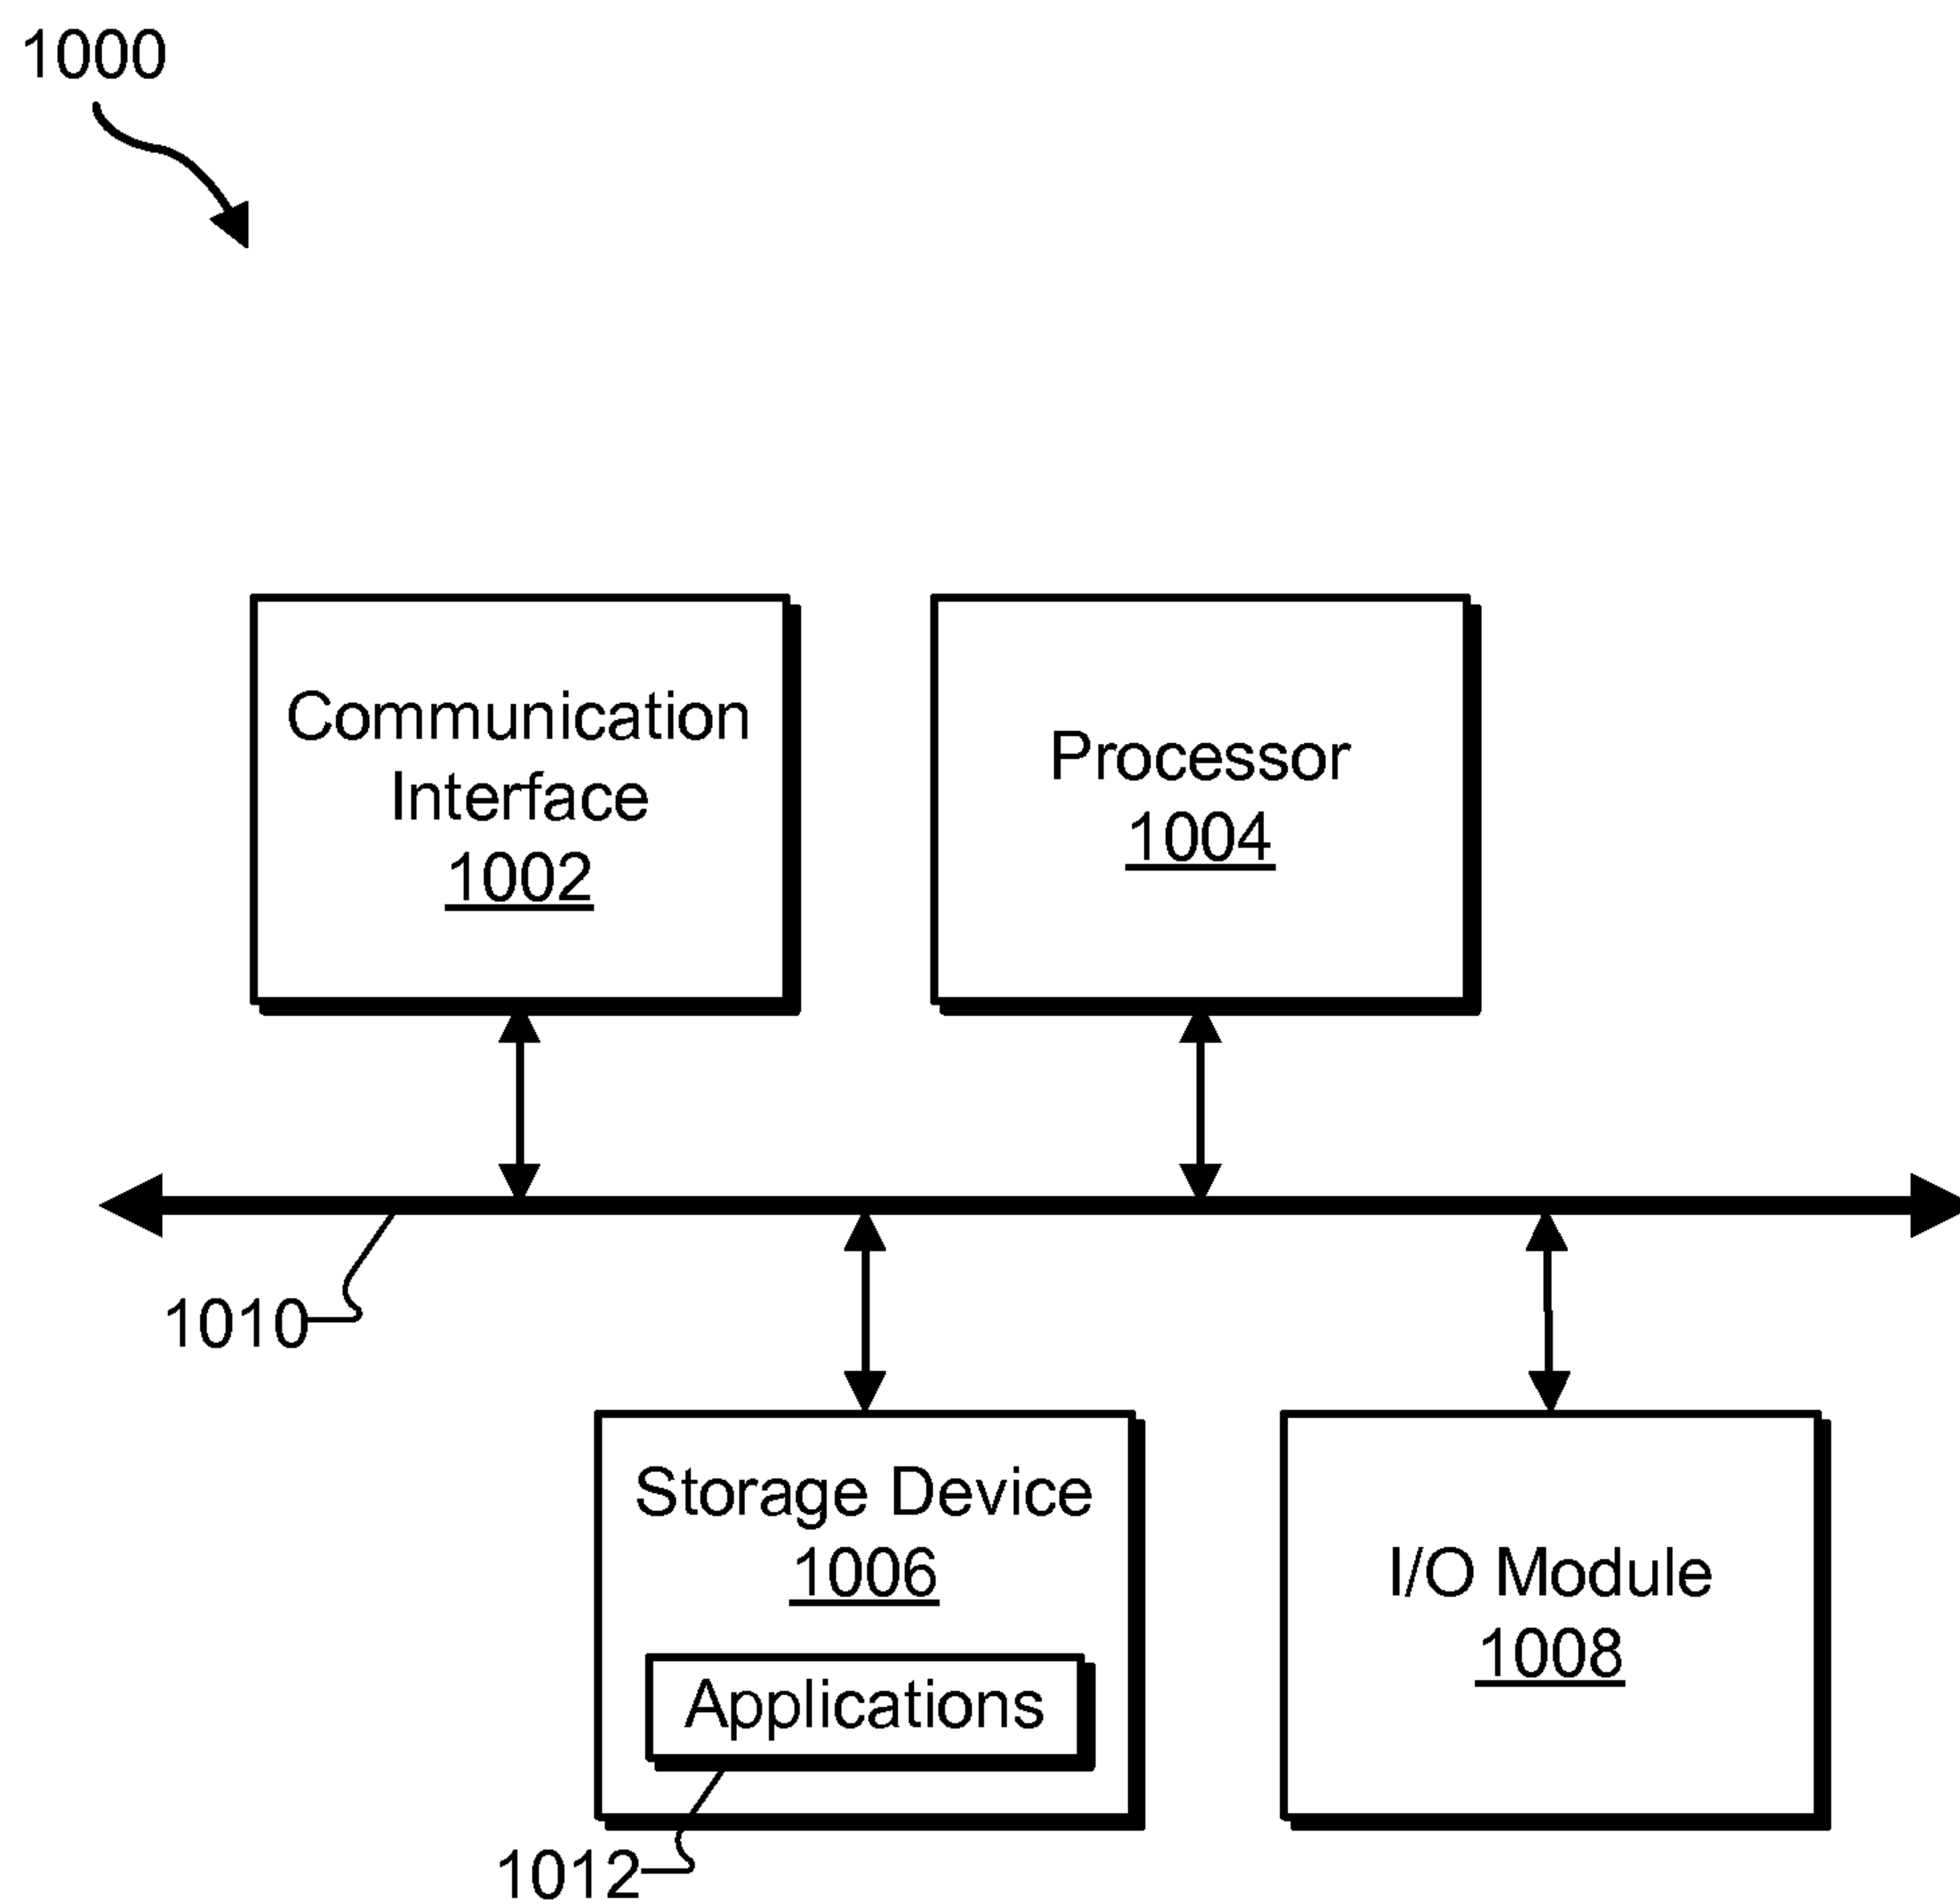 1000
Communication
Interface
1002
Processor
1004
1010
Storage Device
1006
Applications
1012
I/O Module
1008